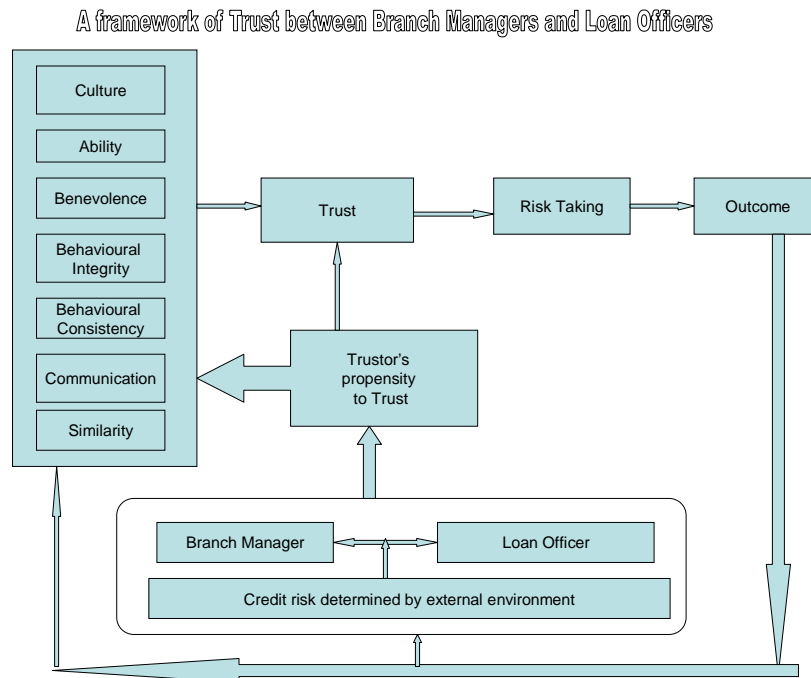 A framework of Trust between Branch Managers and Loan Officers
Culture
Ability
Benevolence
Behavioural
Integrity
Behavioural
Consistency
Communication
Similarity
Trust
Risk Taking
Outcome
Trustor's
propensity
to Trust
Branch Manager
Loan Officer
Credit risk determined by external environment